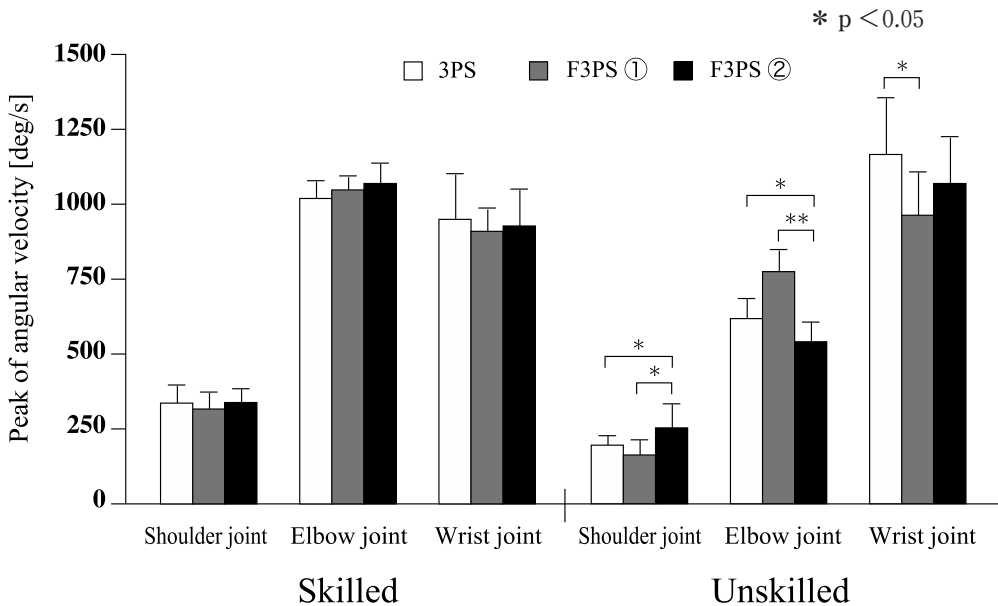 * p <0.05
3PS
F3PS ①
F3PS ②
Peak of angular velocity [deg/s]
1500
1250
1000
750
500
250
0
*
*
**
*
*
Shoulder joint
Elbow joint
Wrist joint
Shoulder joint
Elbow joint
Wrist joint
Skilled
Unskilled